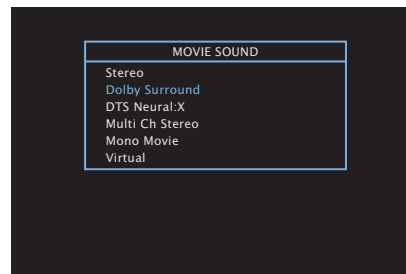 MOVIE SOUND
Stereo
Dolby Surround
DTS Neural:X
Multi Ch Stereo
Mono Movie
Virtual